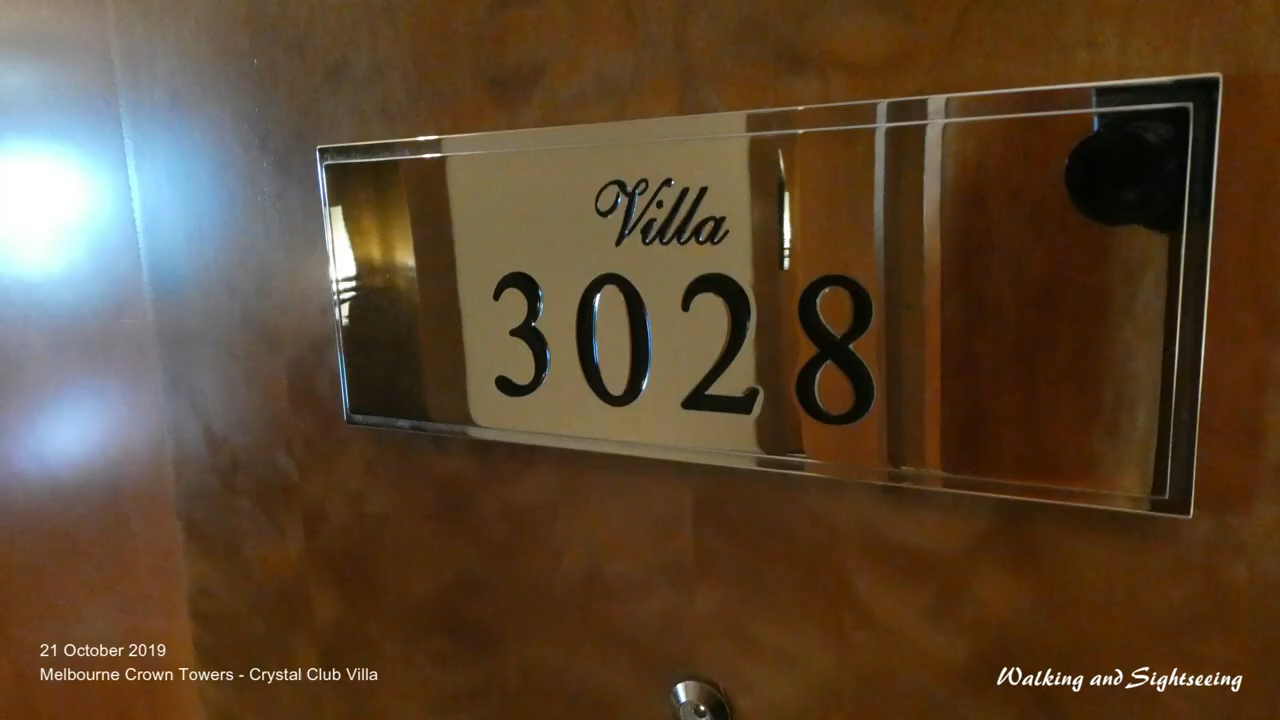 Villa
3028
21 October 2019
Melbourne Crown Towers - Crystal Club Villa
Walking and Sightseeing